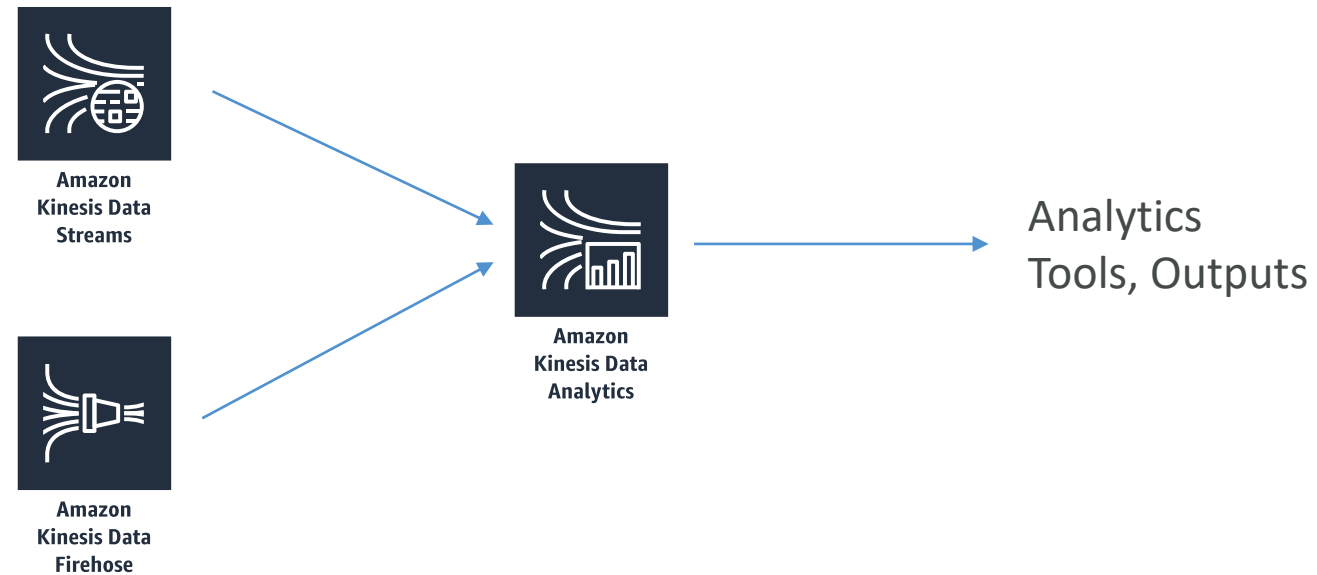 Amazon
Kinesis Data
Streams
Amazon
Kinesis Data
Firehose
Amazon
Kinesis Data
Analytics
Analytics
Tools, Outputs